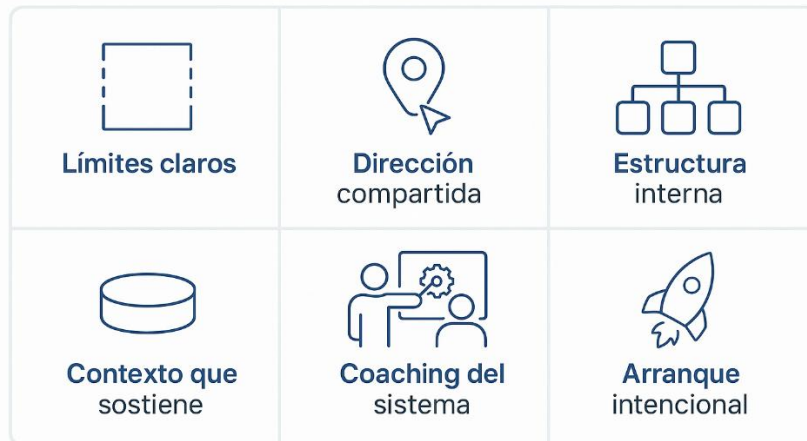 Límites claros
Dirección
compartida
Estructura
interna
Contexto que
sostiene
Coaching del
sistema
Arranque
intencional